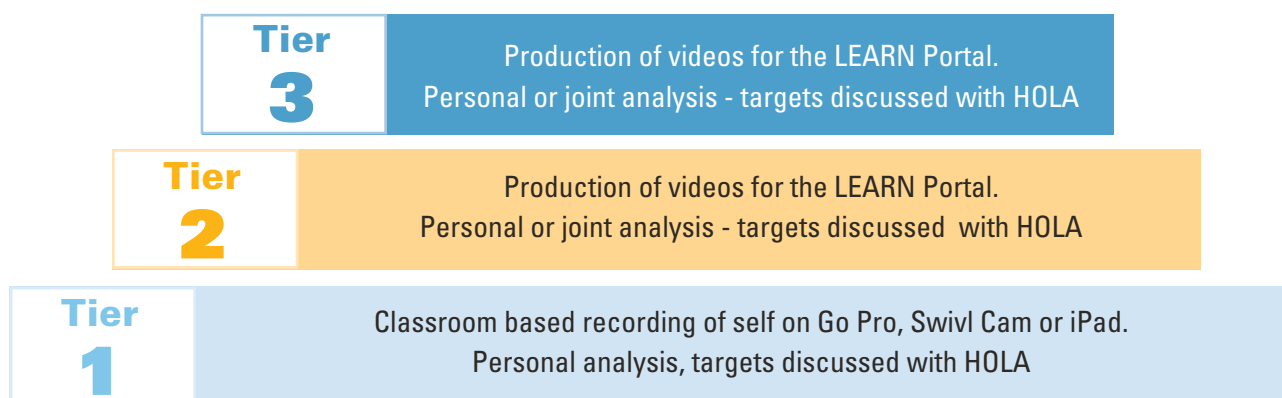 Tier
3
Production of videos for the LEARN Portal.
Personal or joint analysis - targets discussed with HOLA
Tier
2
Production of videos for the LEARN Portal.
Personal or joint analysis - targets discussed  with HOLA
Tier
1
Classroom based recording of self on Go Pro, Swivl Cam or iPad.
Personal analysis, targets discussed with HOLA